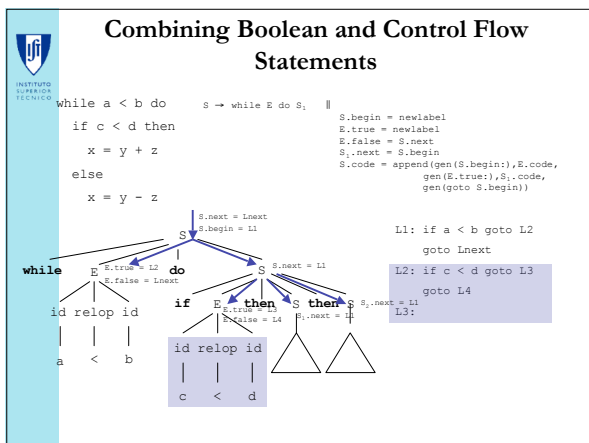 Combining Boolean and Control Flow
Statements
INSTITUTO
SUPERIOR
TECNICO
while a < b do
if c < d then
x = y + z
else
x = y - z
S → while E do S1 ||
S.begin = newlabel
E.true = newlabel
E.false = S.next
S1.next = S.begin
S.code = append(gen(S.begin:),E.code,
gen(E.true:),S1.code,
gen(goto S.begin))
S.next = Lnext
S.begin = L1
S
while E E.true = L2 do S S.next = L1
E.false = Lnext
id relop id
a < b
if E then S then S S2.next = L1
E.true = L3 S1.next = L1
E.false = L4
id relop id
c < d
L1: if a < b goto L2
goto Lnext
L2: if c < d goto L3
goto L4
L3: